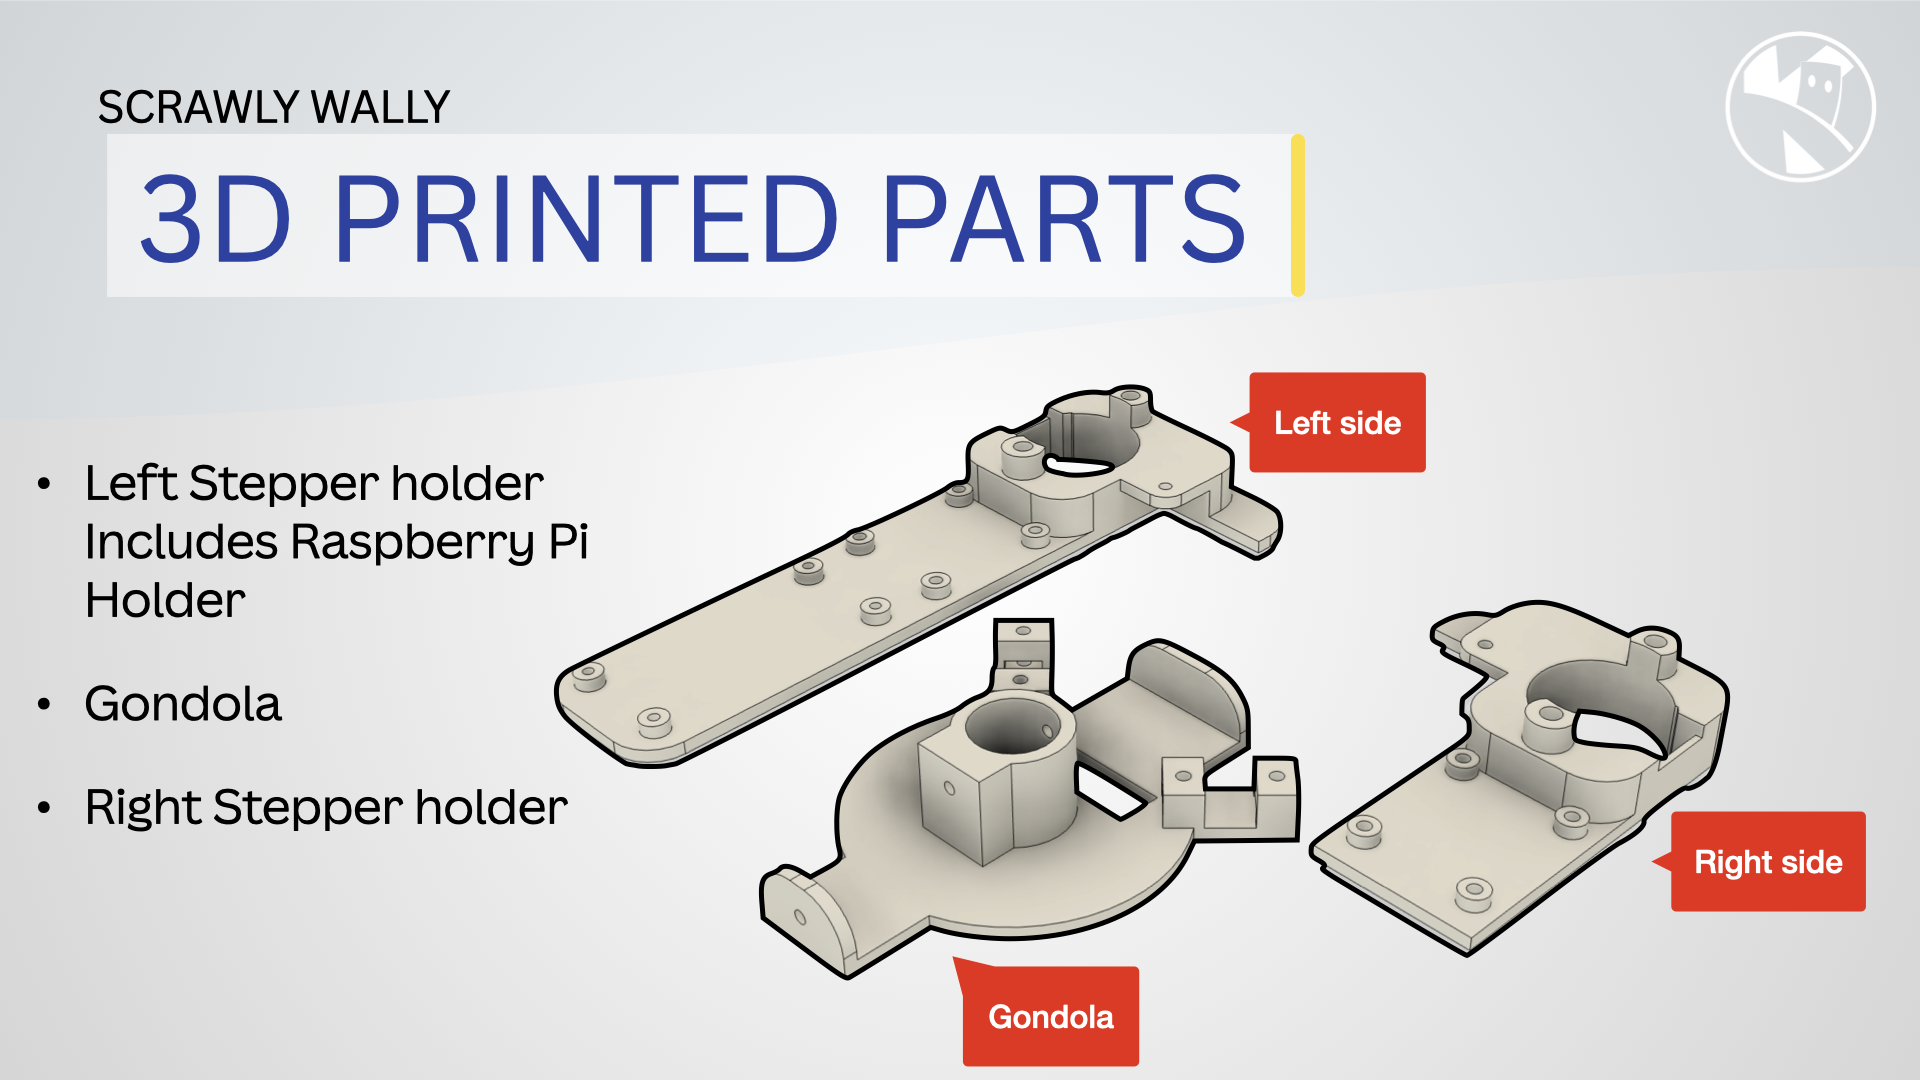 SCRAWLY WALLY
3D PRINTED PARTS
• Left Stepper holder
Includes Raspberry Pi
Holder
• Gondola
• Right Stepper holder
Left side
Right side
Gondola